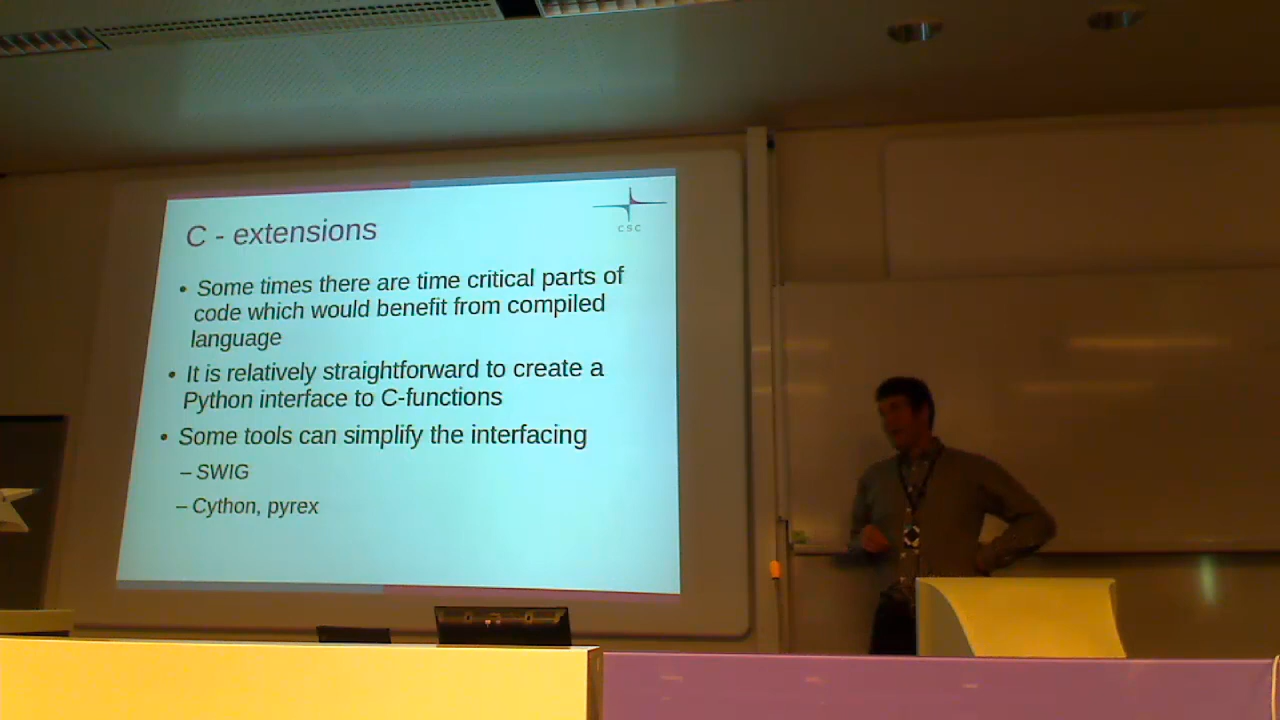 C - extensions
CSC
• Some times there are time critical parts of
code which would benefit from compiled
language
• It is relatively straightforward to create a
Python interface to C-functions
• Some tools can simplify the interfacing
– SWIG
– Cython, pyrex